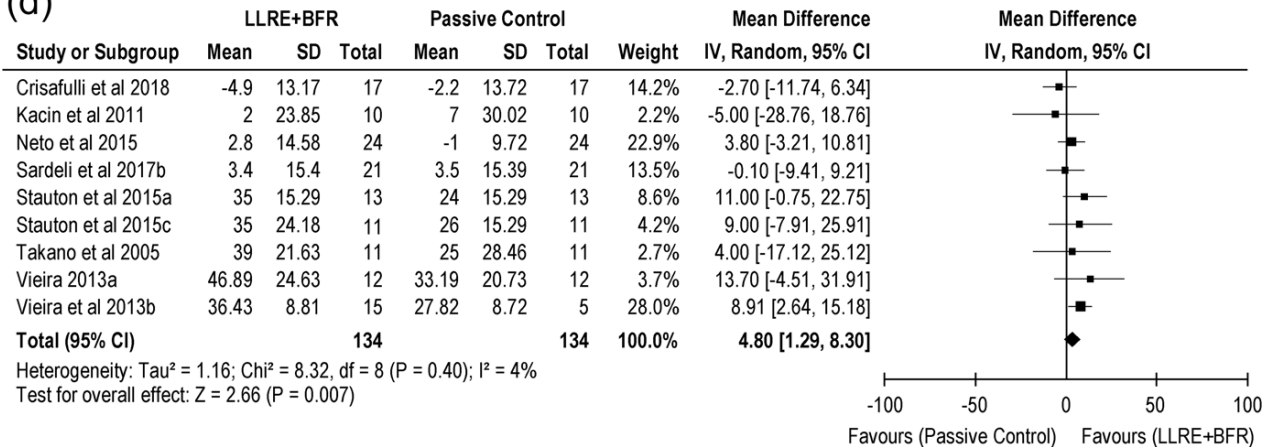 (d)
LLRE+BFR Passive Control Mean Difference Mean Difference
Study or Subgroup Mean SD Total Mean SD Total Weight IV, Random, 95% CI IV, Random, 95% CI
Crisafulli et al 2018 -4.9 13.17 17 -2.2 13.72 17 14.2% -2.70 [-11.74, 6.34]
Kacin et al 2011 2 23.85 10 7 30.02 10 2.2% -5.00 [-28.76, 18.76]
Neto et al 2015 2.8 14.58 24 -1 9.72 24 22.9% 3.80 [-3.21, 10.81]
Sardeli et al 2017b 3.4 15.4 21 3.5 15.39 21 13.5% -0.10 [-9.41, 9.21]
Stauton et al 2015a 35 15.29 13 24 15.29 13 8.6% 11.00 [-0.75, 22.75]
Stauton et al 2015c 35 24.18 11 26 15.29 11 4.2% 9.00 [-7.91, 25.91]
Takano et al 2005 39 21.63 11 25 28.46 11 2.7% 4.00 [-17.12, 25.12]
Vieira 2013a 46.89 24.63 12 33.19 20.73 12 3.7% 13.70 [-4.51, 31.91]
Vieira et al 2013b 36.43 8.81 15 27.82 8.72 5 28.0% 8.91 [2.64, 15.18]
Total (95% CI) 134 134 100.0% 4.80 [1.29, 8.30]
Heterogeneity: Tau² = 1.16; Chi² = 8.32, df = 8 (P = 0.40); I² = 4%
Test for overall effect: Z = 2.66 (P = 0.007)
-100 -50 0 50 100
Favours (Passive Control) Favours (LLRE+BFR)